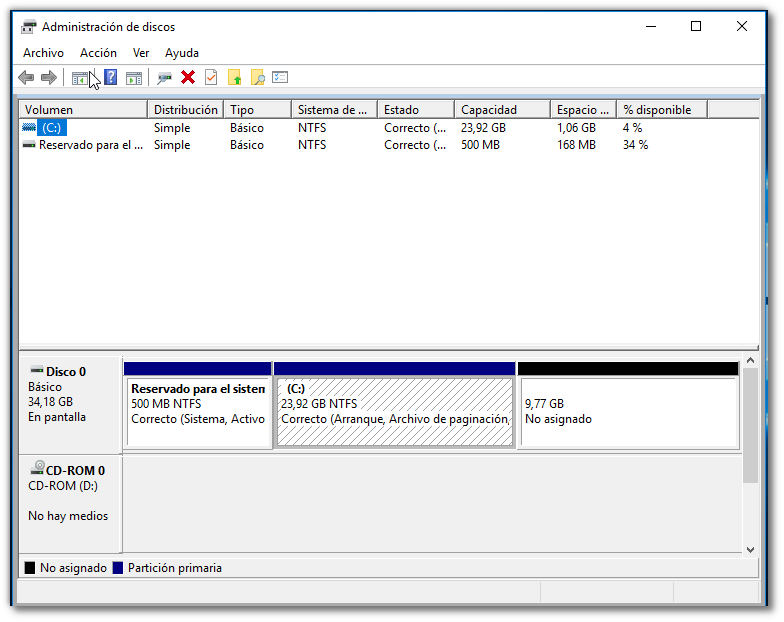 Administración de discos
Archivo Acción Ver Ayuda
Volumen Distribución Tipo Sistema de ... Estado Capacidad Espacio ... % disponible
(C:) Simple Básico NTFS Correcto (... 23,92 GB 1,06 GB 4 %
Reservado para el ... Simple Básico NTFS Correcto (... 500 MB 168 MB 34 %
Disco 0
Básico
34,18 GB
En pantalla
Reservado para el sisten
500 MB NTFS
Correcto (Sistema, Activo
(C:)
23,92 GB NTFS
Correcto (Arranque, Archivo de paginación,
9,77 GB
No asignado
CD-ROM 0
CD-ROM (D:)
No hay medios
No asignado Partición primaria